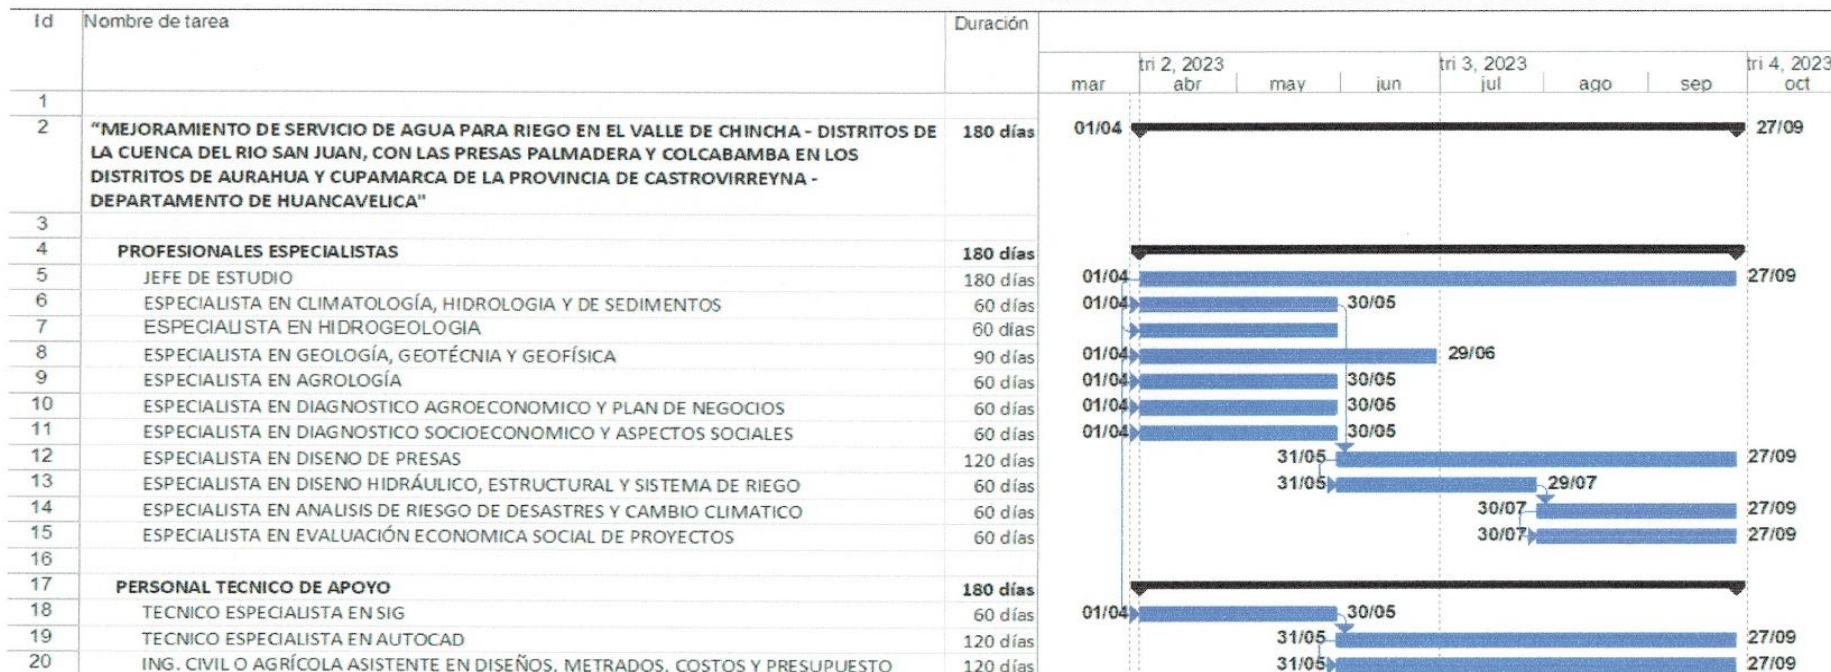 Id Nombre de tarea Duración
tri 2, 2023 tri 3, 2023 tri 4, 2023
mar abr may jun jul ago sep oct
1
2 "MEJORAMIENTO DE SERVICIO DE AGUA PARA RIEGO EN EL VALLE DE CHINCHA - DISTRITOS DE 180 días 01/04 27/09
LA CUENCA DEL RIO SAN JUAN, CON LAS PRESAS PALMADERA Y COLCABAMBA EN LOS
DISTRITOS DE AURAHUA Y CUPAMARCA DE LA PROVINCIA DE CASTROVIRREYNA -
DEPARTAMENTO DE HUANCAVELICA"
3
4 PROFESIONALES ESPECIALISTAS 180 días
5 JEFE DE ESTUDIO 180 días 01/04 27/09
6 ESPECIALISTA EN CLIMATOLOGÍA, HIDROLOGIA Y DE SEDIMENTOS 60 días 01/04 30/05
7 ESPECIALISTA EN HIDROGEOLOGIA 60 días
8 ESPECIALISTA EN GEOLOGÍA, GEOTÉCNIA Y GEOFÍSICA 90 días 01/04 29/06
9 ESPECIALISTA EN AGROLOGÍA 60 días 01/04 30/05
10 ESPECIALISTA EN DIAGNOSTICO AGROECONOMICO Y PLAN DE NEGOCIOS 60 días 01/04 30/05
11 ESPECIALISTA EN DIAGNOSTICO SOCIOECONOMICO Y ASPECTOS SOCIALES 60 días 01/04 30/05
12 ESPECIALISTA EN DISENO DE PRESAS 120 días 31/05 27/09
13 ESPECIALISTA EN DISENO HIDRÁULICO, ESTRUCTURAL Y SISTEMA DE RIEGO 60 días 31/05 29/07
14 ESPECIALISTA EN ANALISIS DE RIESGO DE DESASTRES Y CAMBIO CLIMATICO 60 días 30/07 27/09
15 ESPECIALISTA EN EVALUACIÓN ECONOMICA SOCIAL DE PROYECTOS 60 días 30/07 27/09
16
17 PERSONAL TECNICO DE APOYO 180 días
18 TECNICO ESPECIALISTA EN SIG 60 días 01/04 30/05
19 TECNICO ESPECIALISTA EN AUTOCAD 120 días 31/05 27/09
20 ING. CIVIL O AGRÍCOLA ASISTENTE EN DISEÑOS, METRADOS, COSTOS Y PRESUPUESTO 120 días 31/05 27/09